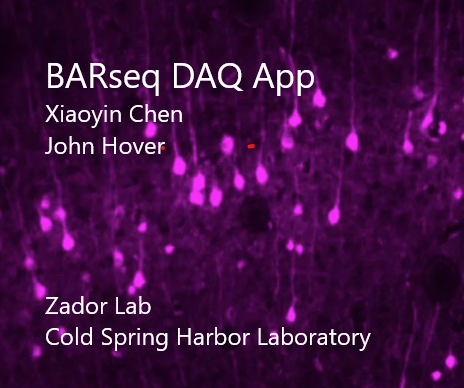 BARseq DAQ App
Xiaoyin Chen
John Hover
Zador Lab
Cold Spring Harbor Laboratory